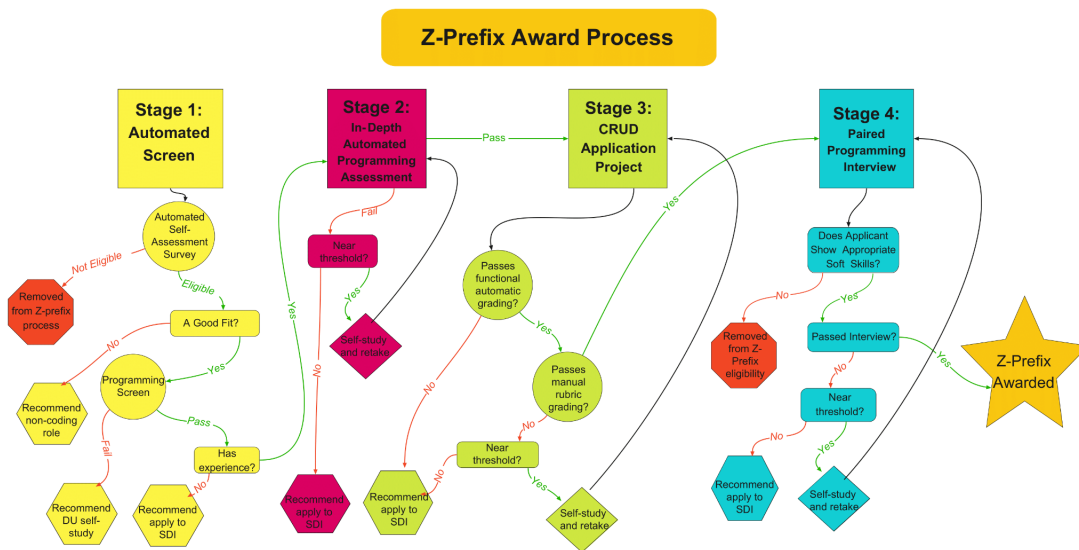 Z-Prefix Award Process
Stage 1:
Automated
Screen
Automated
Self-
Assessment
Survey
Not Eligible
Eligible
Removed
from Z-prefix
process
A Good Fit?
No
Yes
Recommend
non-coding
role
Programming
Screen
Pass
Fail
Has
experience?
No
Yes
Recommend
DU self-
study
Recommend
apply to
SDI
Stage 2:
In-Depth
Automated
Programming
Assessment
Pass
Fail
Near
threshold?
Yes
No
Self-study
and retake
Recommend
apply to
SDI
Stage 3:
CRUD
Application
Project
Passes
functional
automatic
grading?
No
Yes
Passes
manual
rubric
grading?
Yes
No
Near
threshold?
No
Yes
Recommend
apply to
SDI
Self-study
and retake
Stage 4:
Paired
Programming
Interview
Does Applicant
Show Appropriate
Soft Skills?
No
Yes
Removed
from Z-
Prefix
eligibility
Passed Interview?
Yes
No
Near
threshold?
No
Yes
Recommend
apply to
SDI
Self-study
and retake
Z-Prefix
Awarded